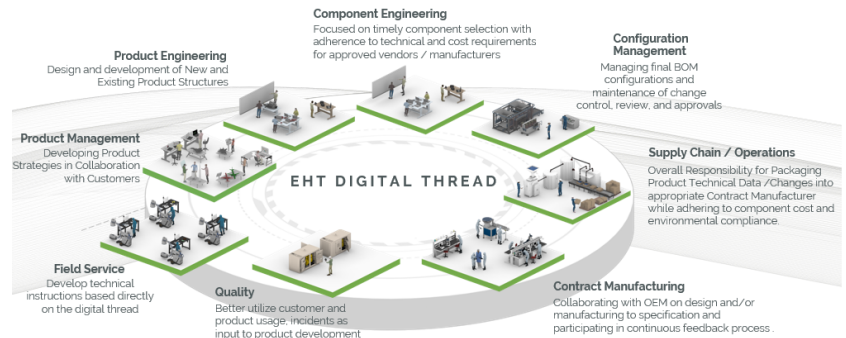 Component Engineering
Focused on timely component selection with
adherence to technical and cost requirements
for approved vendors / manufacturers
Product Engineering
Design and development of New and
Existing Product Structures
Configuration
Management
Managing final BOM
configurations and
maintenance of change
control, review, and approvals
Product Management
Developing Product
Strategies in Collaboration
with Customers
Supply Chain / Operations
Overall Responsibility for Packaging
Product Technical Data /Changes into
appropriate Contract Manufacturer
while adhering to component cost and
environmental compliance.
EHT DIGITAL THREAD
Field Service
Develop technical
instructions based directly
on the digital thread
Quality
Better utilize customer and
product usage, incidents as
input to product development
Contract Manufacturing
Collaborating with OEM on design and/or
manufacturing to specification and
participating in continuous feedback process .